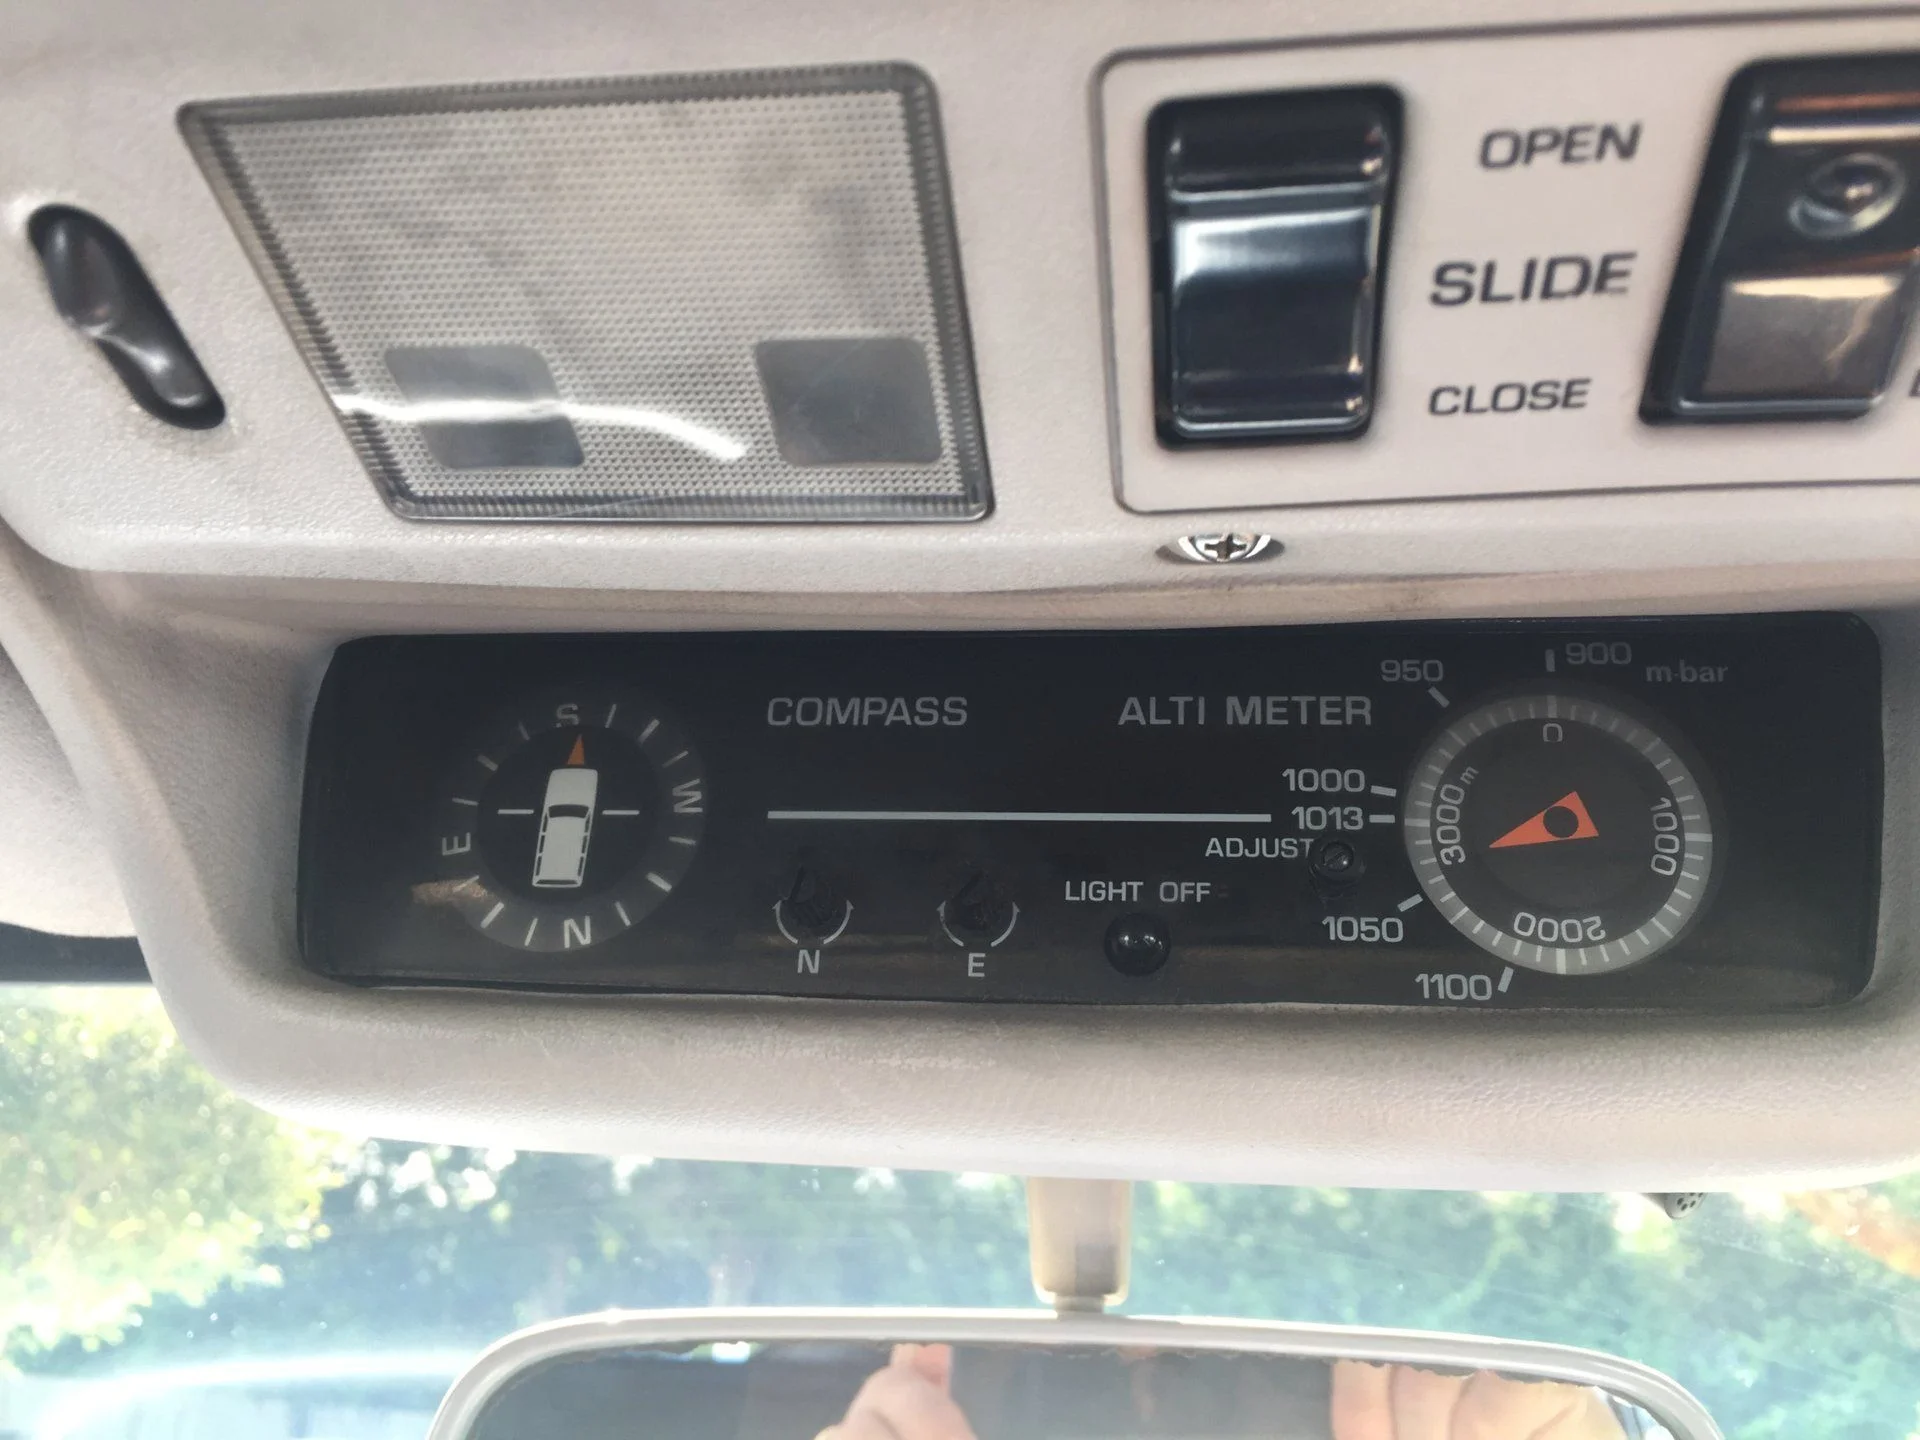 OPEN
SLIDE
CLOSE
S
W
E
N
COMPASS
N
E
ALTI METER
950
900
m·bar
1000
1013
ADJUST
LIGHT OFF
1050
1100
0
1000
2000
3000m